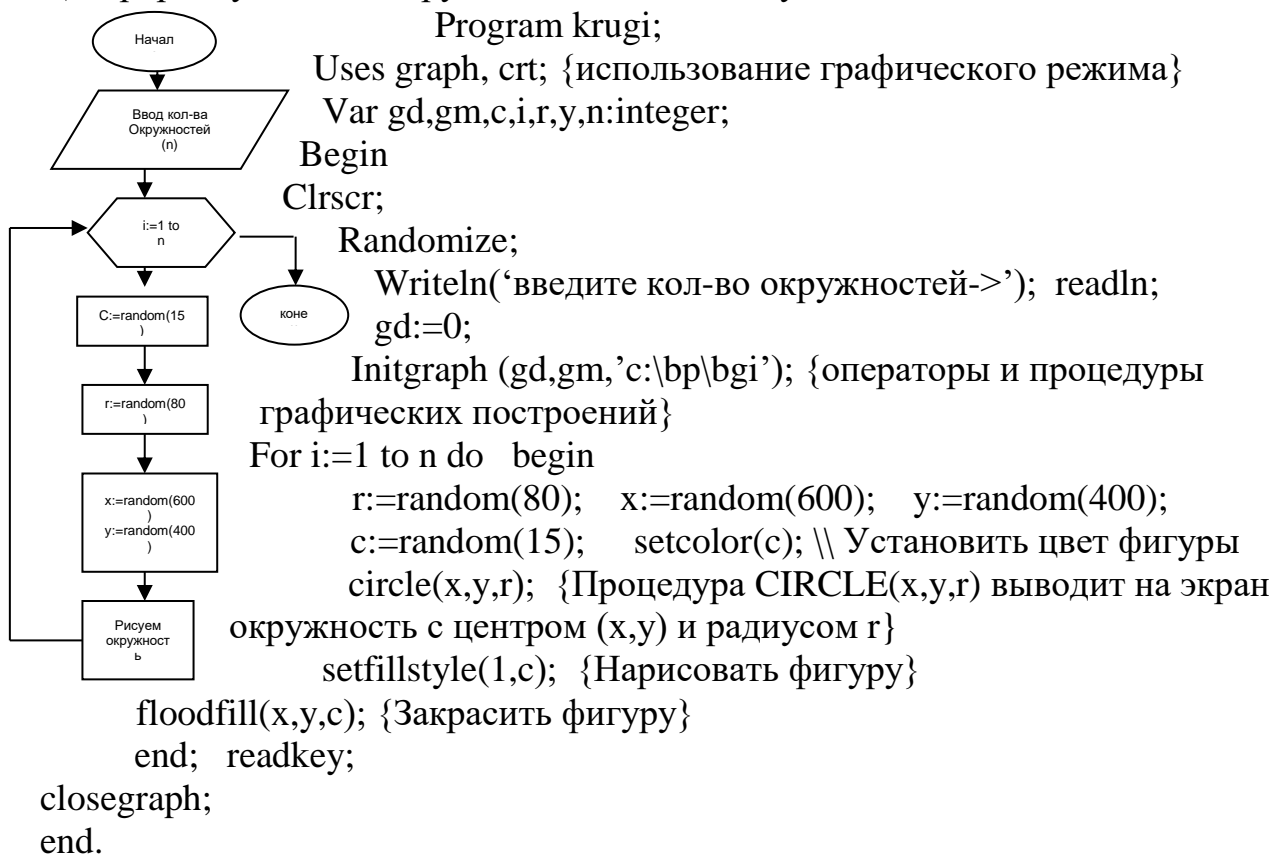 Program krugi;
Начал
Uses graph, crt; {использование графического режима}
Ввод кол-ва
Окружностей
(n)
Var gd,gm,c,i,r,y,n:integer;
Begin
Clrscr;
i:=1 to
n
Randomize;
Writeln(‘введите кол-во окружностей->’); readln;
C:=random(15
)
коне
gd:=0;
Initgraph (gd,gm,’c:\bp\bgi’); {операторы и процедуры
графических построений}
r:=random(80
)
For i:=1 to n do begin
r:=random(80); x:=random(600); y:=random(400);
x:=random(600
)
y:=random(400
)
c:=random(15); setcolor(c); \\ Установить цвет фигуры
circle(x,y,r); {Процедура CIRCLE(x,y,r) выводит на экран
окружность с центром (x,y) и радиусом r}
Рисуем
окружност
ь
setfillstyle(1,c); {Нарисовать фигуру}
floodfill(x,y,c); {Закрасить фигуру}
end; readkey;
closegraph;
end.